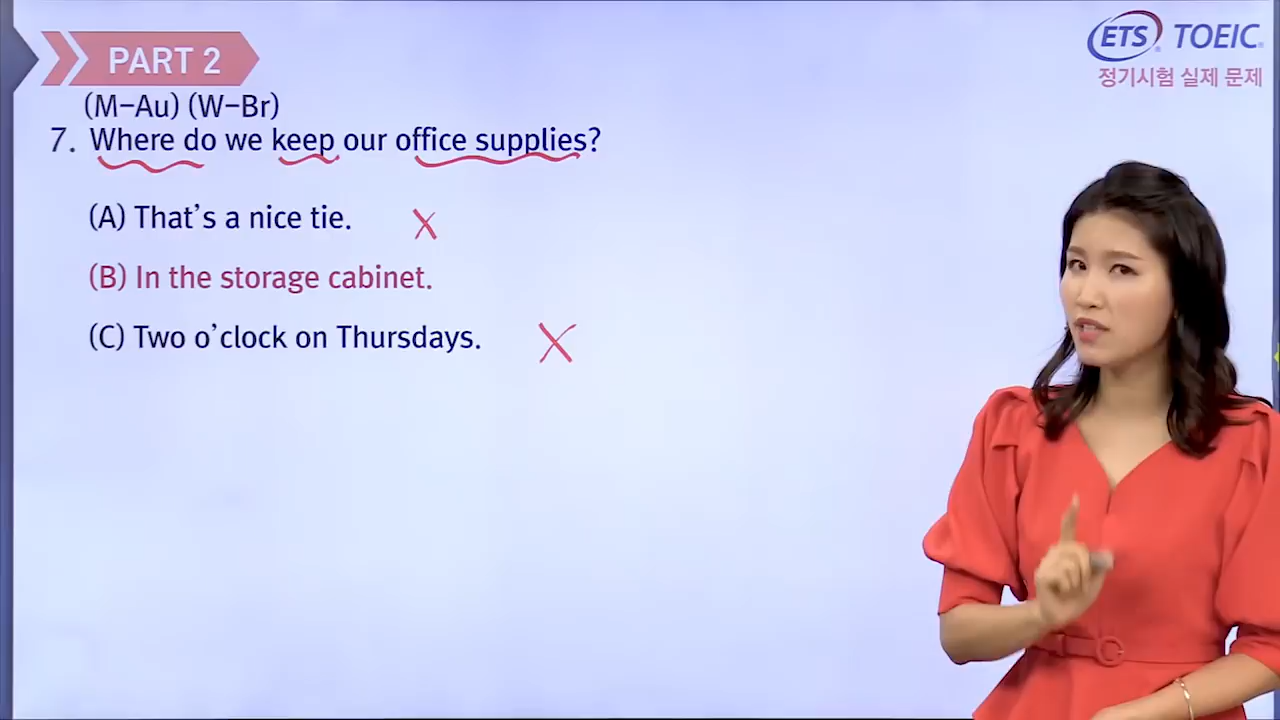 PART 2
ETS TOEIC
정기시험 실제 문제
(M-Au) (W-Br)
7. Where do we keep our office supplies?
(A) That's a nice tie. X
(B) In the storage cabinet.
(C) Two o'clock on Thursdays. X